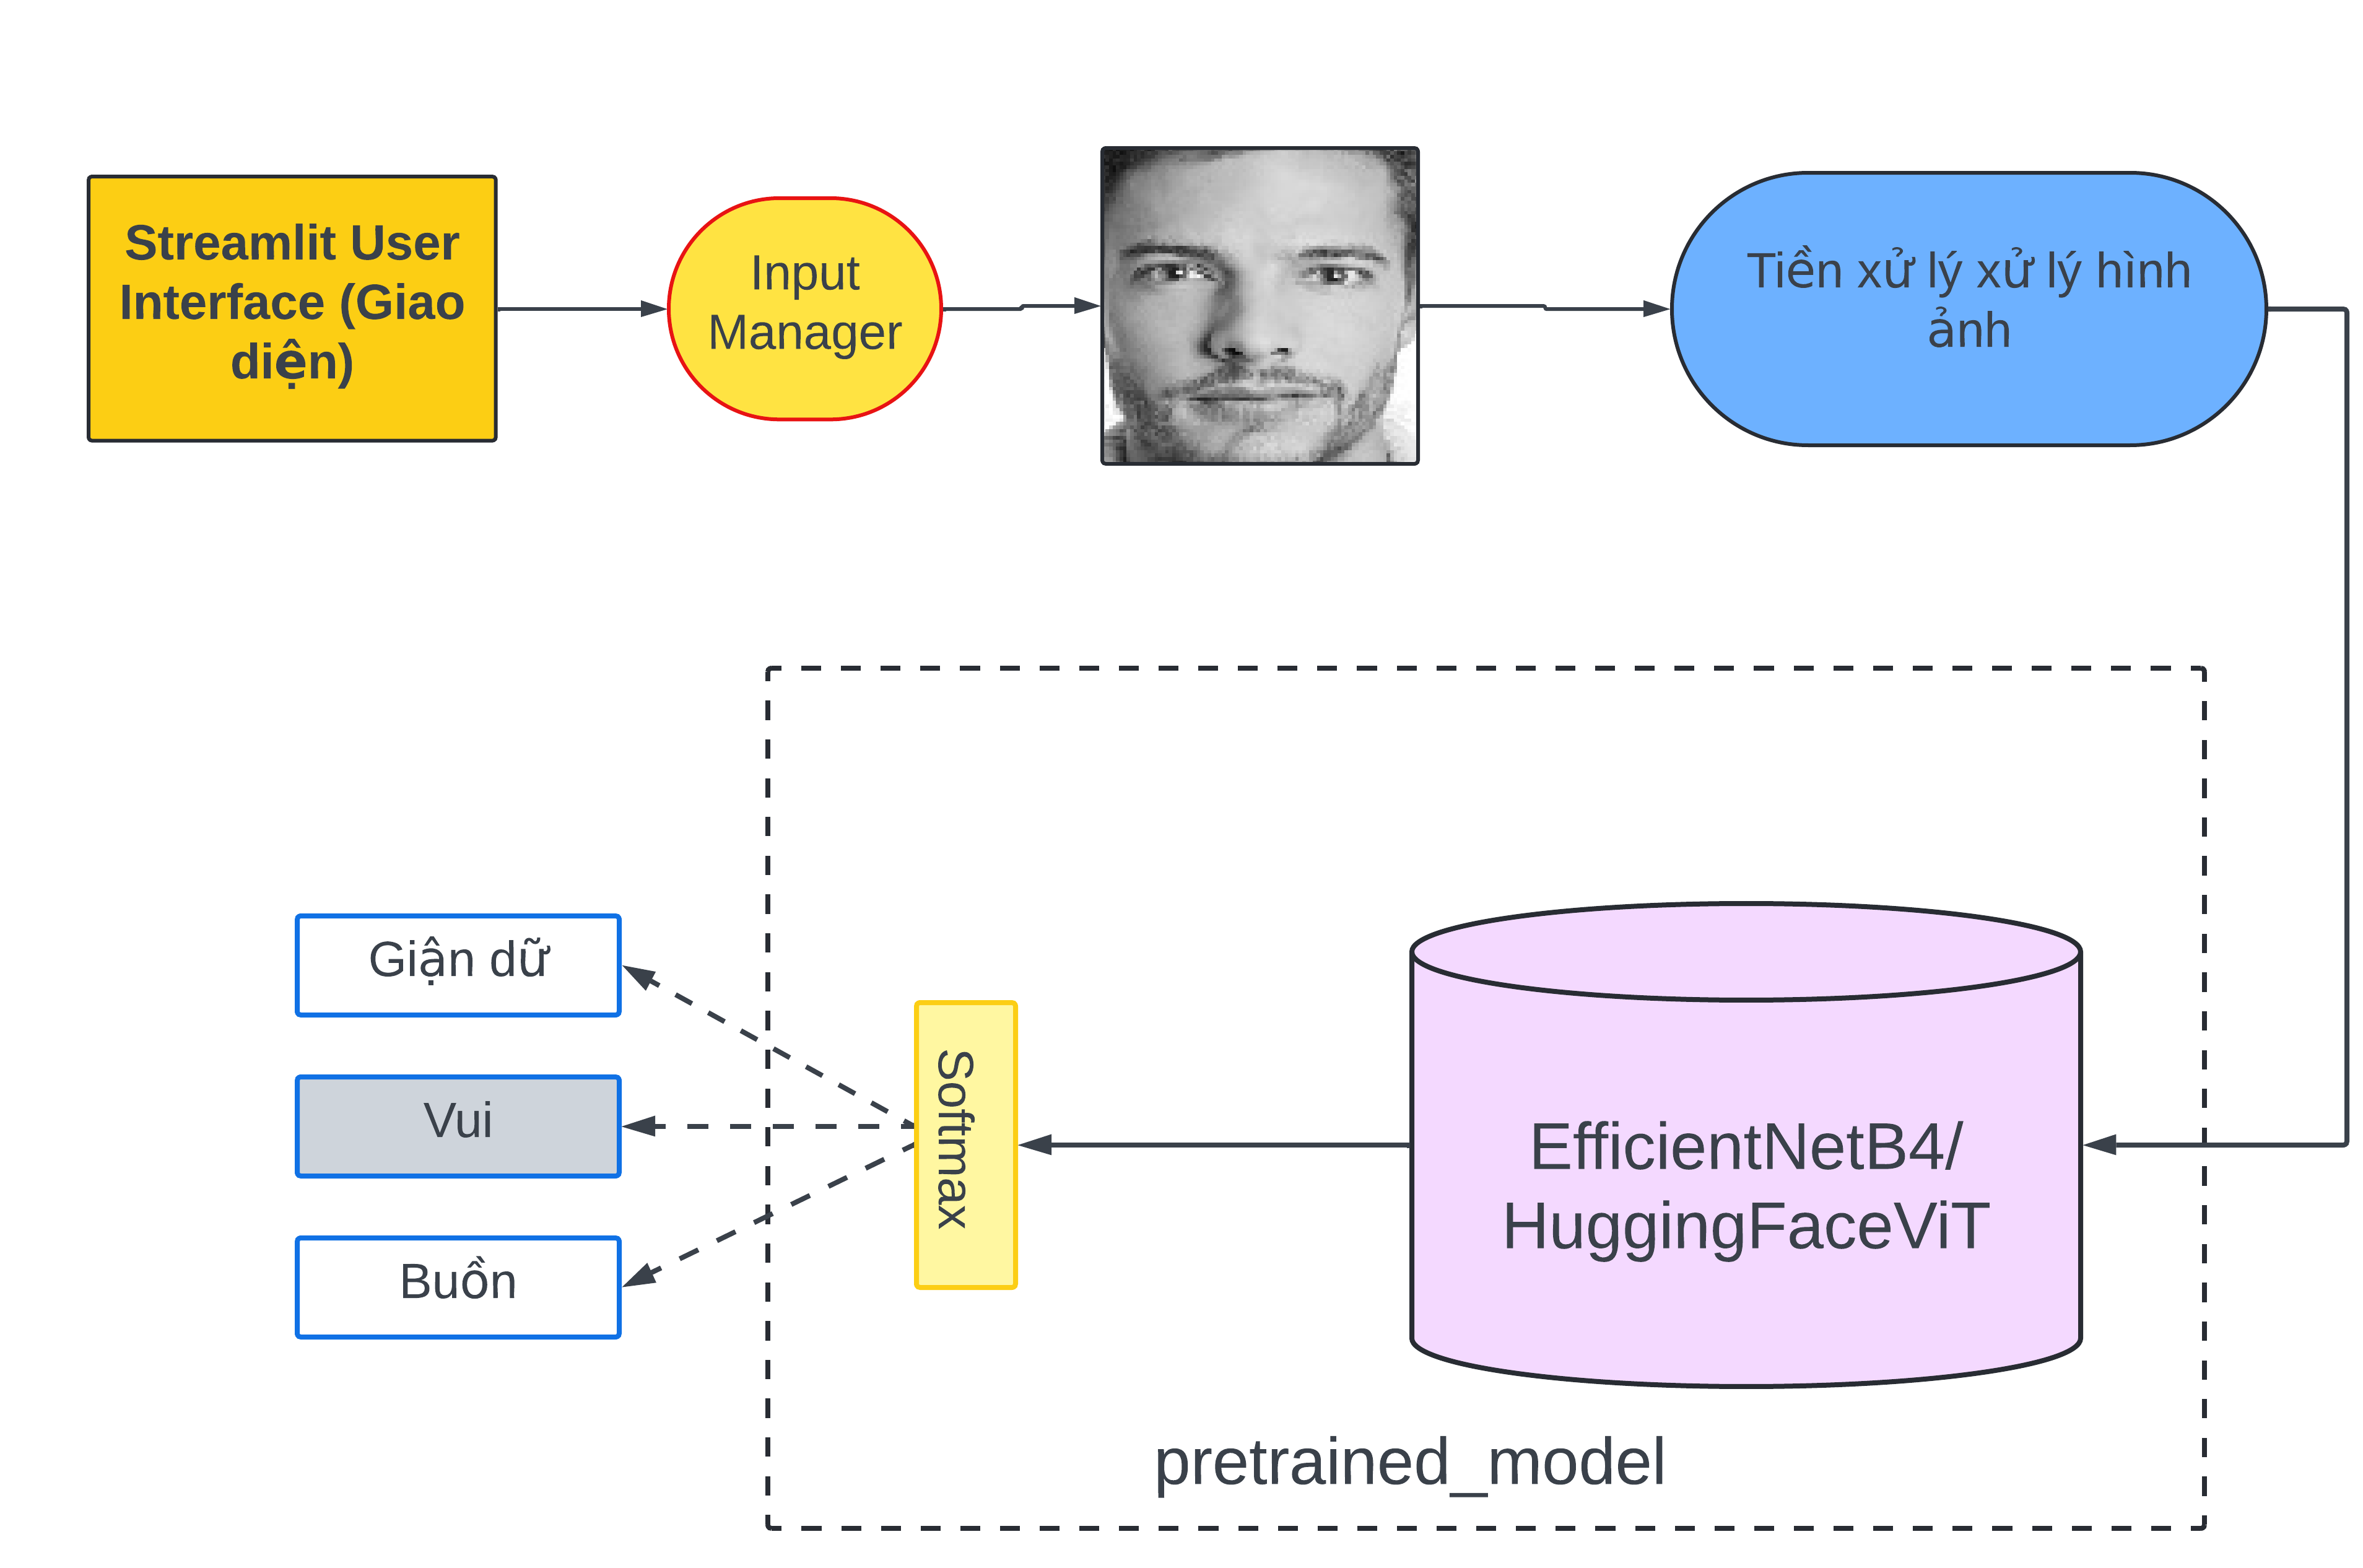 Streamlit User
Interface (Giao
diện)
Input
Manager
Tiền xử lý xử lý hình
ảnh
Giận dữ
Vui
Buồn
Softmax
EfficientNetB4/
HuggingFaceViT
pretrained_model